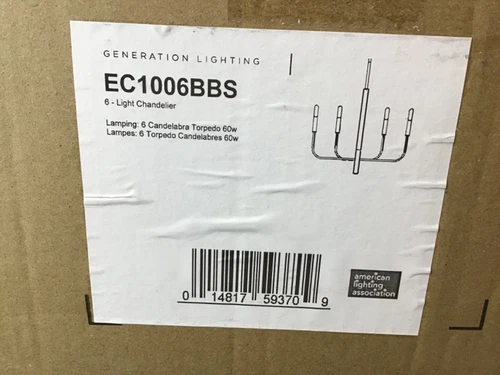 GENERATION LIGHTING
EC1006BBS
6 - Light Chandelier
Lamping: 6 Candelabra Torpedo 60w
Lampes: 6 Torpedo Candelabres 60w
0 14817 59370 9
american
lighting
association